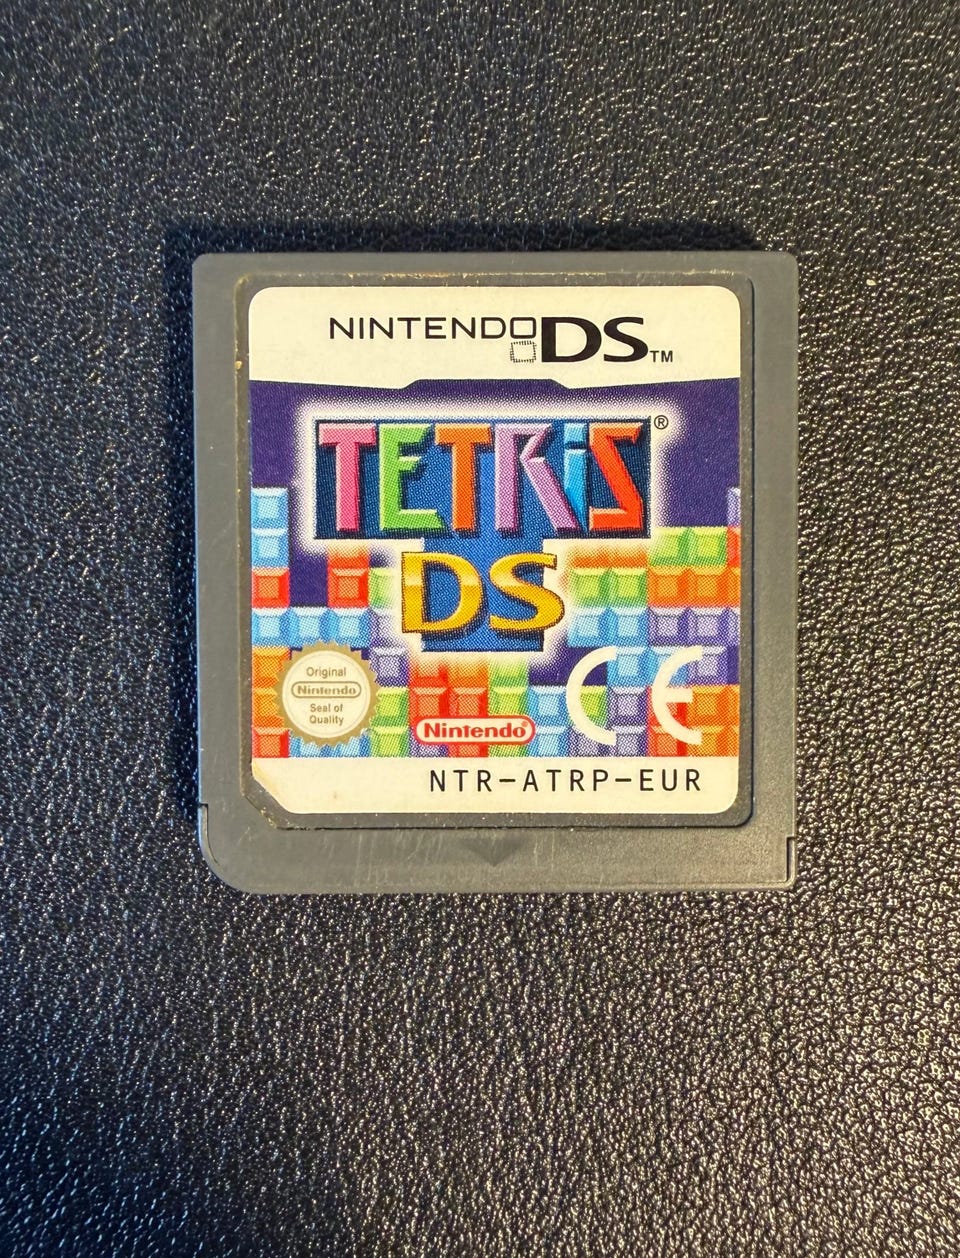 NINTENDO DS™
TETRiS®
DS
Original
Nintendo
Seal of
Quality
Nintendo®
CE
NTR-ATRP-EUR